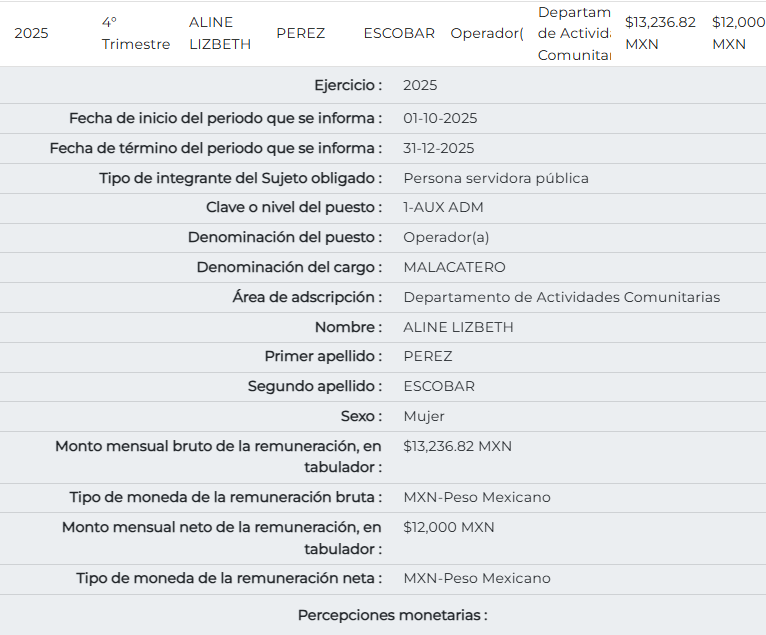 2025 4° Trimestre ALINE LIZBETH PEREZ ESCOBAR Operador( Departam de Activid Comunita $13,236.82 MXN $12,000 MXN
Ejercicio : 2025
Fecha de inicio del periodo que se informa : 01-10-2025
Fecha de término del periodo que se informa : 31-12-2025
Tipo de integrante del Sujeto obligado : Persona servidora pública
Clave o nivel del puesto : 1-AUX ADM
Denominación del puesto : Operador(a)
Denominación del cargo : MALACATERO
Área de adscripción : Departamento de Actividades Comunitarias
Nombre : ALINE LIZBETH
Primer apellido : PEREZ
Segundo apellido : ESCOBAR
Sexo : Mujer
Monto mensual bruto de la remuneración, en $13,236.82 MXN
tabulador :
Tipo de moneda de la remuneración bruta : MXN-Peso Mexicano
Monto mensual neto de la remuneración, en $12,000 MXN
tabulador :
Tipo de moneda de la remuneración neta : MXN-Peso Mexicano
Percepciones monetarias :